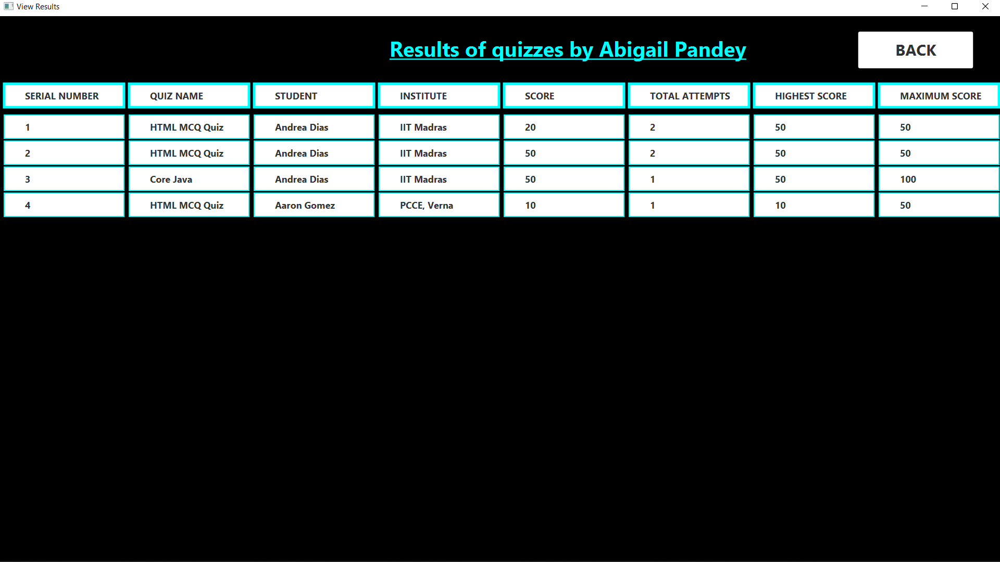 View Results
Results of quizzes by Abigail Pandey
BACK
SERIAL NUMBER QUIZ NAME STUDENT INSTITUTE SCORE TOTAL ATTEMPTS HIGHEST SCORE MAXIMUM SCORE
1 HTML MCQ Quiz Andrea Dias IIT Madras 20 2 50 50
2 HTML MCQ Quiz Andrea Dias IIT Madras 50 2 50 50
3 Core Java Andrea Dias IIT Madras 50 1 50 100
4 HTML MCQ Quiz Aaron Gomez PCCE, Verna 10 1 10 50